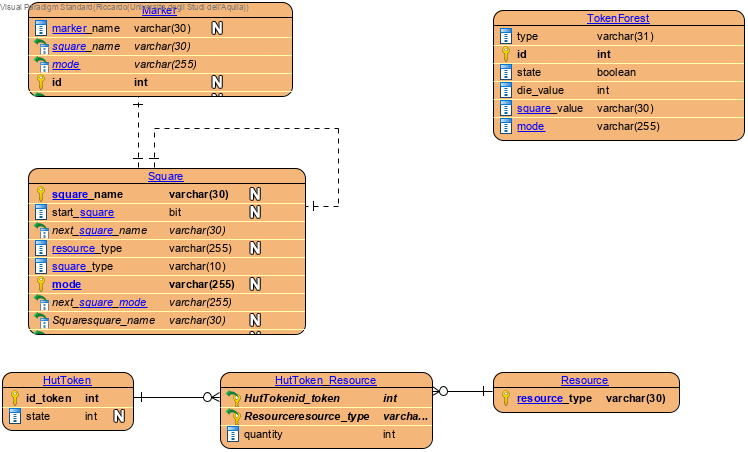 Visual Paradigm Standard(Riccardo(Università degli Studi dell'Aquila))
Marker
marker_name varchar(30) N
square_name varchar(30)
mode varchar(255)
id int N
TokenForest
type varchar(31)
id int
state boolean
die_value int
square_value varchar(30)
mode varchar(255)
Square
square_name varchar(30) N
start_square bit N
next_square_name varchar(30)
resource_type varchar(255) N
square_type varchar(10)
mode varchar(255) N
next_square_mode varchar(255)
Squaresquare_name varchar(30) N
HutToken
id_token int
state int N
HutToken_Resource
HutTokenid_token int
Resourceresource_type varcha...
quantity int
Resource
resource_type varchar(30)